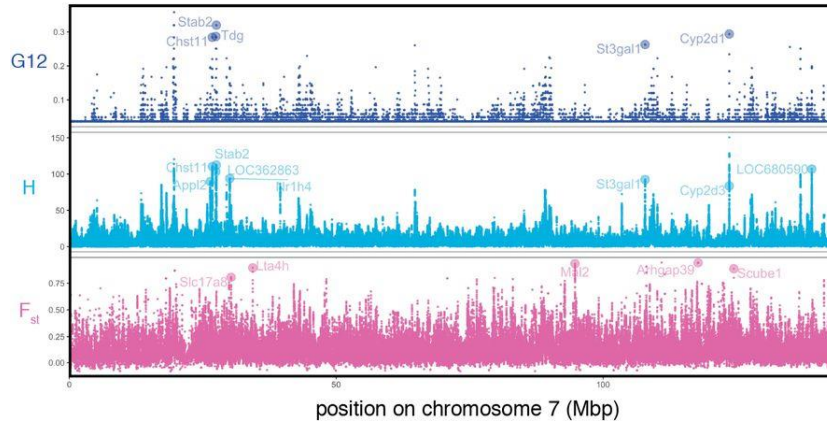 Stab2
Chst11
Tdg
St3gal1
Cyp2d1
G12
0.3
0.2
0.1
Chst11
Stab2
Appl2
LOC362863
Nr1h4
St3gal1
Cyp2d3
LOC680590
H
150
100
50
0
Slc17a8
Lta4h
Mal2
Arhgap39
Scube1
Fst
0.75
0.50
0.25
0.00
0
50
100
position on chromosome 7 (Mbp)